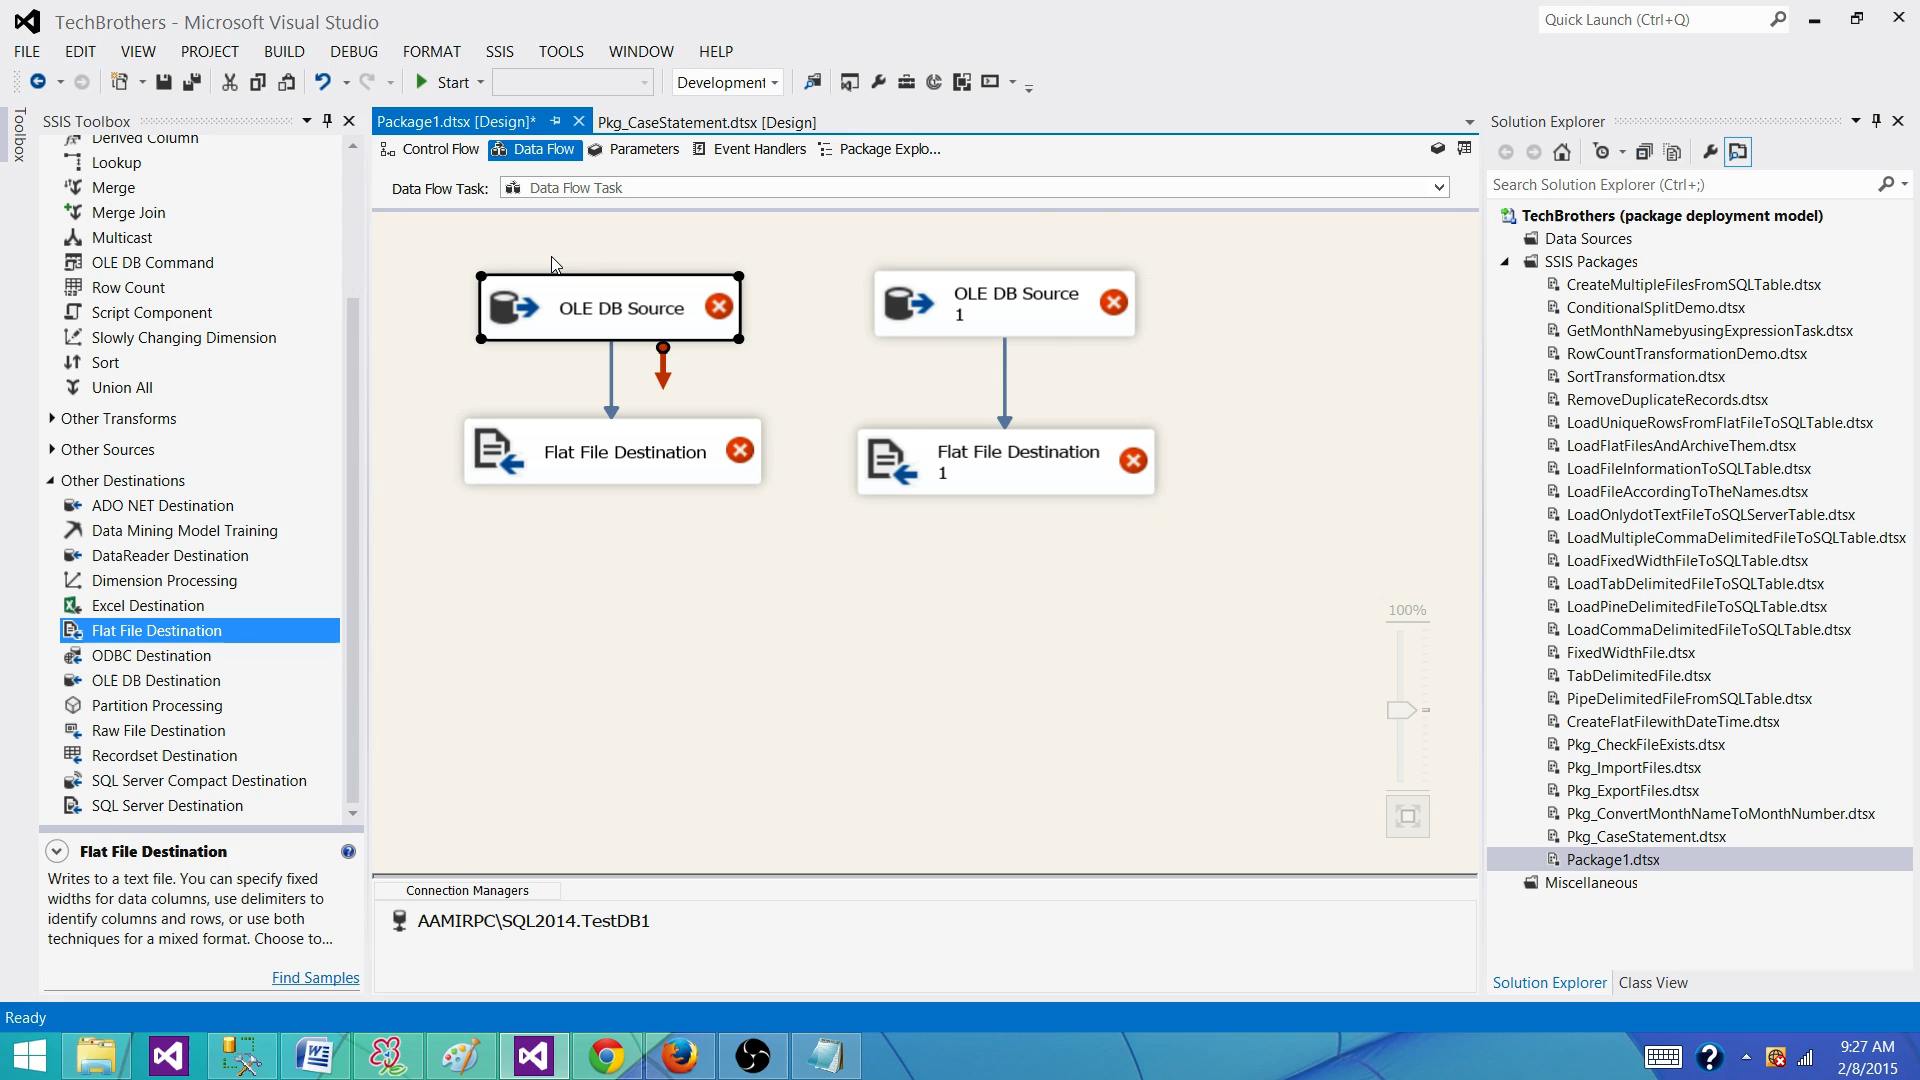 TechBrothers - Microsoft Visual Studio
Quick Launch (Ctrl+Q)
FILE EDIT VIEW PROJECT BUILD DEBUG FORMAT SSIS TOOLS WINDOW HELP
Start
Development
Toolbox
SSIS Toolbox
Derived Column
Lookup
Merge
Merge Join
Multicast
OLE DB Command
Row Count
Script Component
Slowly Changing Dimension
Sort
Union All
Other Transforms
Other Sources
Other Destinations
ADO NET Destination
Data Mining Model Training
DataReader Destination
Dimension Processing
Excel Destination
Flat File Destination
ODBC Destination
OLE DB Destination
Partition Processing
Raw File Destination
Recordset Destination
SQL Server Compact Destination
SQL Server Destination
Flat File Destination
Writes to a text file. You can specify fixed
widths for data columns, use delimiters to
identify columns and rows, or use both
techniques for a mixed format. Choose to...
Find Samples
Package1.dtsx [Design]*
Pkg_CaseStatement.dtsx [Design]
Control Flow
Data Flow
Parameters
Event Handlers
Package Explo...
Data Flow Task:
Data Flow Task
OLE DB Source
OLE DB Source
1
Flat File Destination
Flat File Destination
1
100%
Connection Managers
AAMIRPC\SQL2014.TestDB1
Solution Explorer
Search Solution Explorer (Ctrl+;)
TechBrothers (package deployment model)
Data Sources
SSIS Packages
CreateMultipleFilesFromSQLTable.dtsx
ConditionalSplitDemo.dtsx
GetMonthNamebyusingExpressionTask.dtsx
RowCountTransformationDemo.dtsx
SortTransformation.dtsx
RemoveDuplicateRecords.dtsx
LoadUniqueRowsFromFlatFileToSQLTable.dtsx
LoadFlatFilesAndArchiveThem.dtsx
LoadFileInformationToSQLTable.dtsx
LoadFileAccordingToTheNames.dtsx
LoadOnlydotTextFileToSQLServerTable.dtsx
LoadMultipleCommaDelimitedFileToSQLTable.dtsx
LoadFixedWidthFileToSQLTable.dtsx
LoadTabDelimitedFileToSQLTable.dtsx
LoadPineDelimitedFileToSQLTable.dtsx
LoadCommaDelimitedFileToSQLTable.dtsx
FixedWidthFile.dtsx
TabDelimitedFile.dtsx
PipeDelimitedFileFromSQLTable.dtsx
CreateFlatFilewithDateTime.dtsx
Pkg_CheckFileExists.dtsx
Pkg_ImportFiles.dtsx
Pkg_ExportFiles.dtsx
Pkg_ConvertMonthNameToMonthNumber.dtsx
Pkg_CaseStatement.dtsx
Package1.dtsx
Miscellaneous
Solution Explorer
Class View
Ready
9:27 AM
2/8/2015